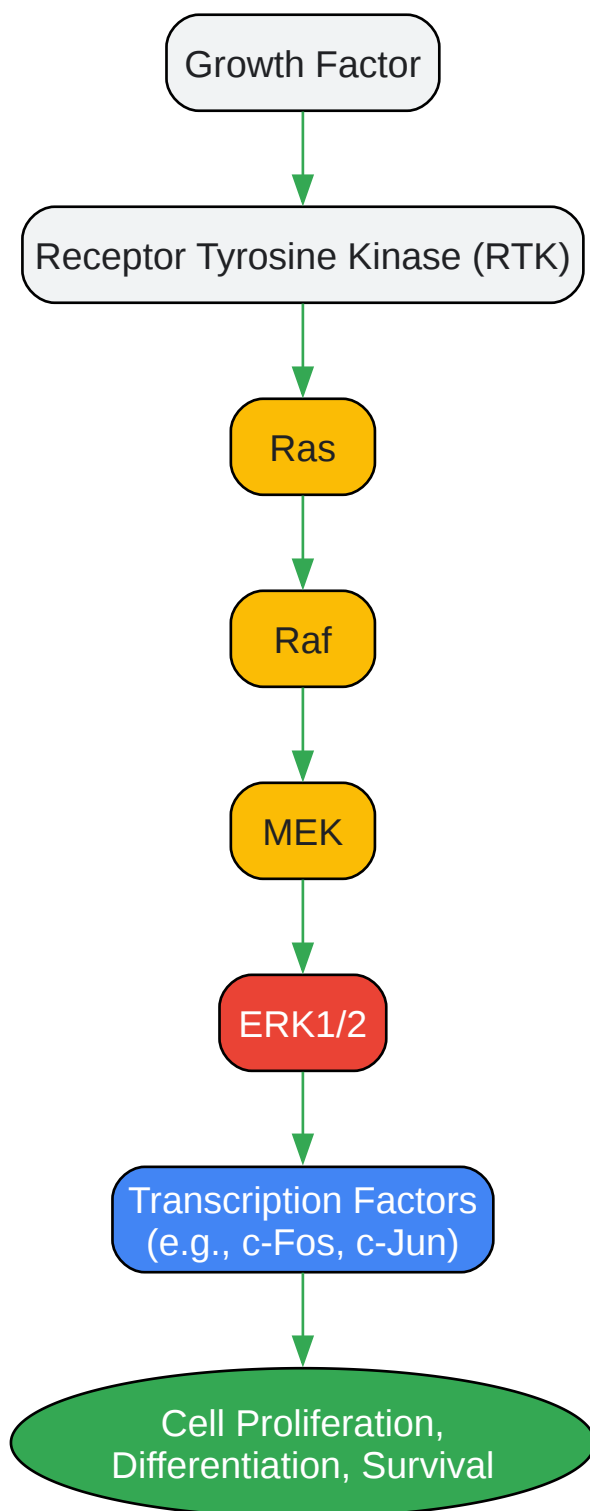 Growth Factor
Receptor Tyrosine Kinase (RTK)
Ras
Raf
MEK
ERK1/2
Transcription Factors
(e.g., c-Fos, c-Jun)
Cell Proliferation,
Differentiation, Survival